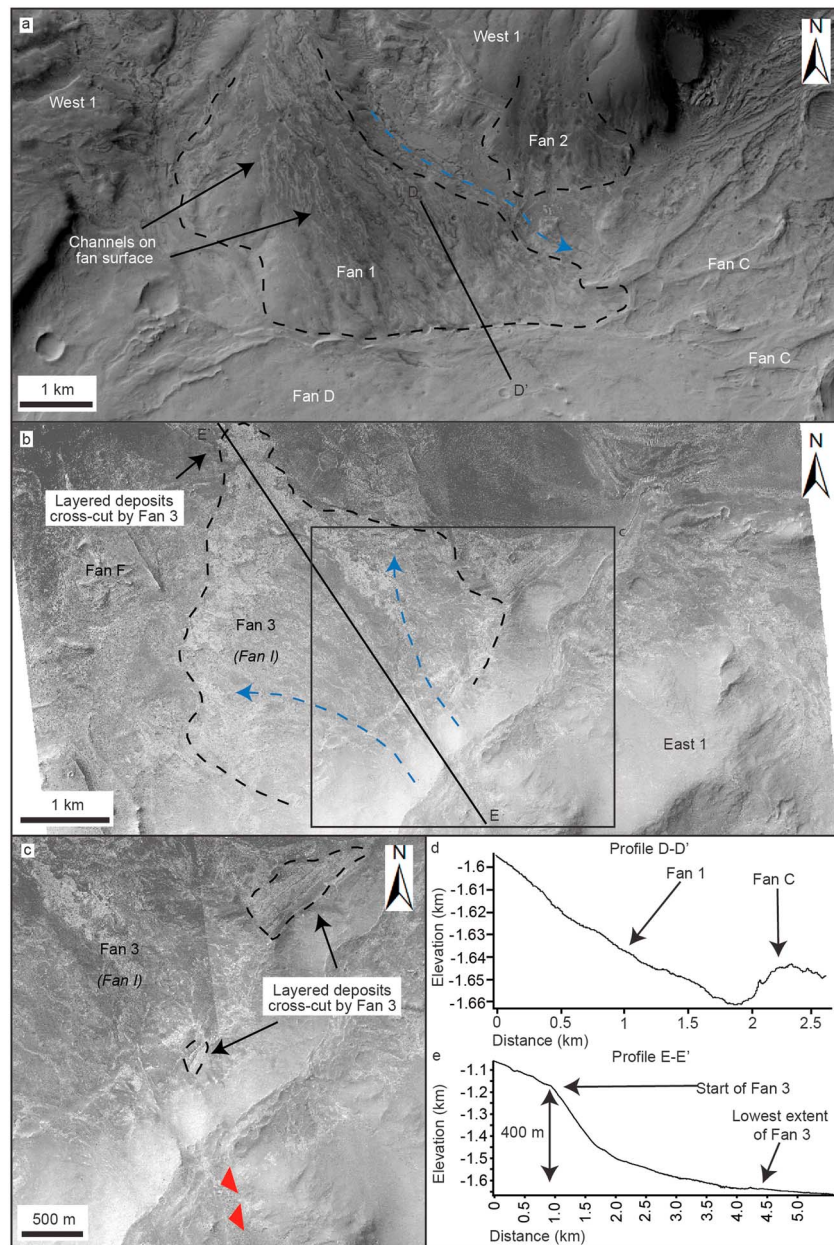 a
West 1
N
West 1
Fan 2
D
Channels on
fan surface
Fan 1
Fan C
Fan C
1 km
Fan D
D'
b
E'
N
Layered deposits
cross-cut by Fan 3
c
Fan F
Fan 3
(Fan I)
East 1
1 km
E
c
N
Fan 3
(Fan I)
Layered deposits
cross-cut by Fan 3
500 m
d
Profile D-D'
Elevation (km)
-1.6
-1.62
-1.63
-1.64
-1.65
-1.66
Fan 1
Fan C
0
0.5
1
1.5
2
2.5
Distance (km)
e
Profile E-E'
Elevation (km)
-1.1
-1.2
-1.3
-1.4
-1.5
-1.6
Start of Fan 3
400 m
Lowest extent
of Fan 3
0
0.5
1.0
1.5
2.0
2.5
3.0
3.5
4.0
4.5
5.0
Distance (km)